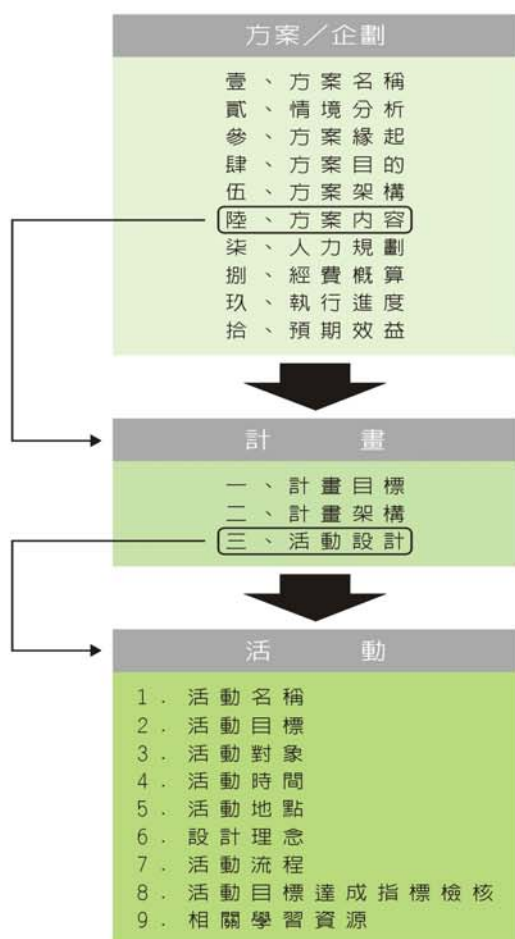 方案／企劃
壹、方案名稱
貳、情境分析
參、方案緣起
肆、方案目的
伍、方案架構
陸、方案內容
柒、人力規劃
捌、經費概算
玖、執行進度
拾、預期效益
計畫
一、計畫目標
二、計畫架構
三、活動設計
活動
1. 活動名稱
2. 活動目標
3. 活動對象
4. 活動時間
5. 活動地點
6. 設計理念
7. 活動流程
8. 活動目標達成指標檢核
9. 相關學習資源